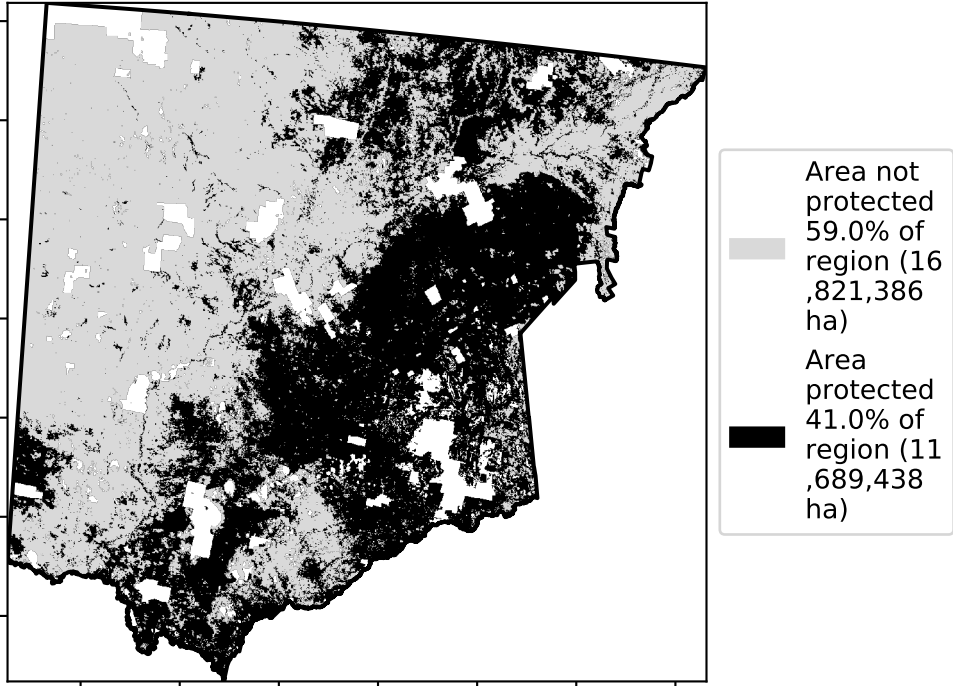 Area not
protected
59.0% of
region (16
,821,386
ha)
Area
protected
41.0% of
region (11
,689,438
ha)